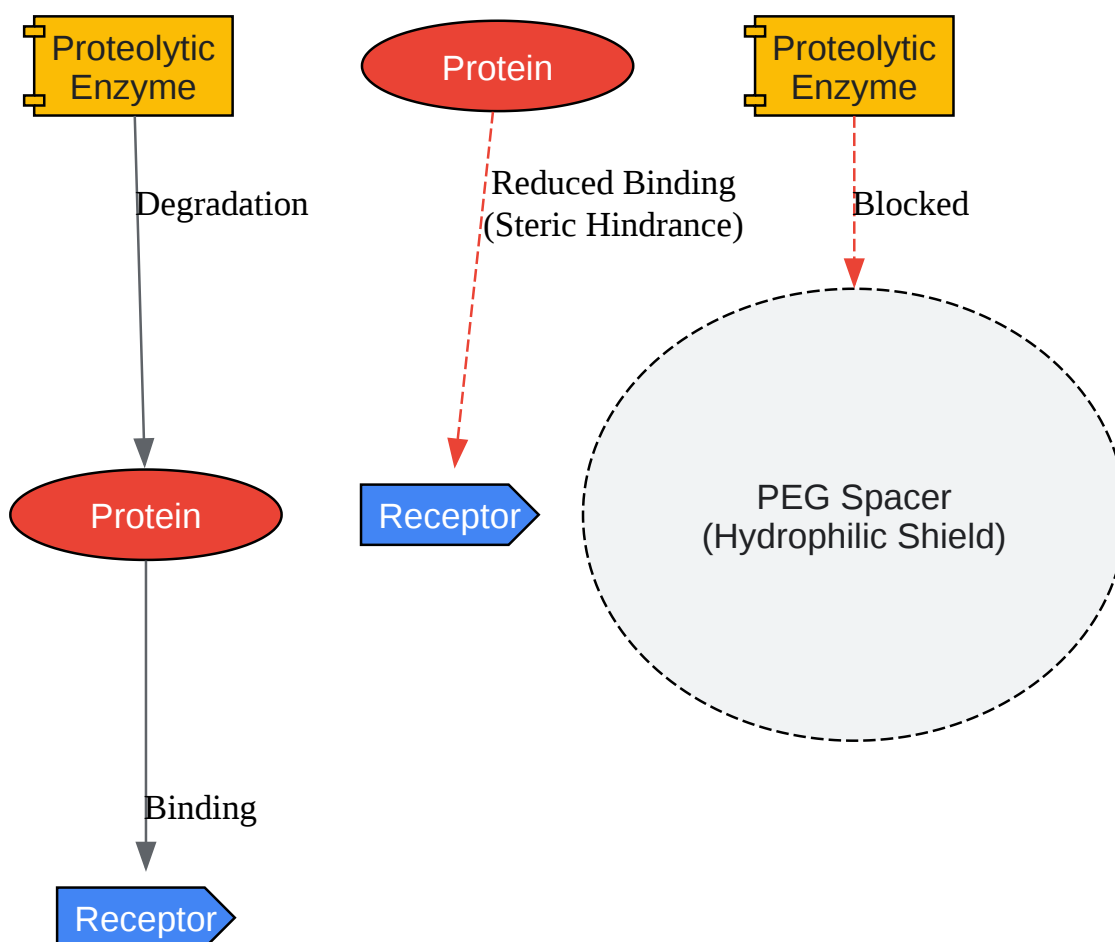 Proteolytic
Enzyme
Protein
Proteolytic
Enzyme
Degradation
Reduced Binding
(Steric Hindrance)
Blocked
Protein
Receptor
PEG Spacer
(Hydrophilic Shield)
Binding
Receptor